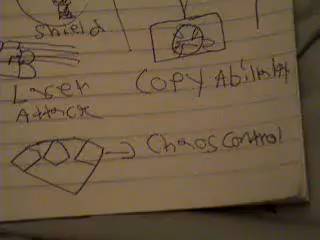 Shield
Laser
Attack
Copy Ability
Chaos Control